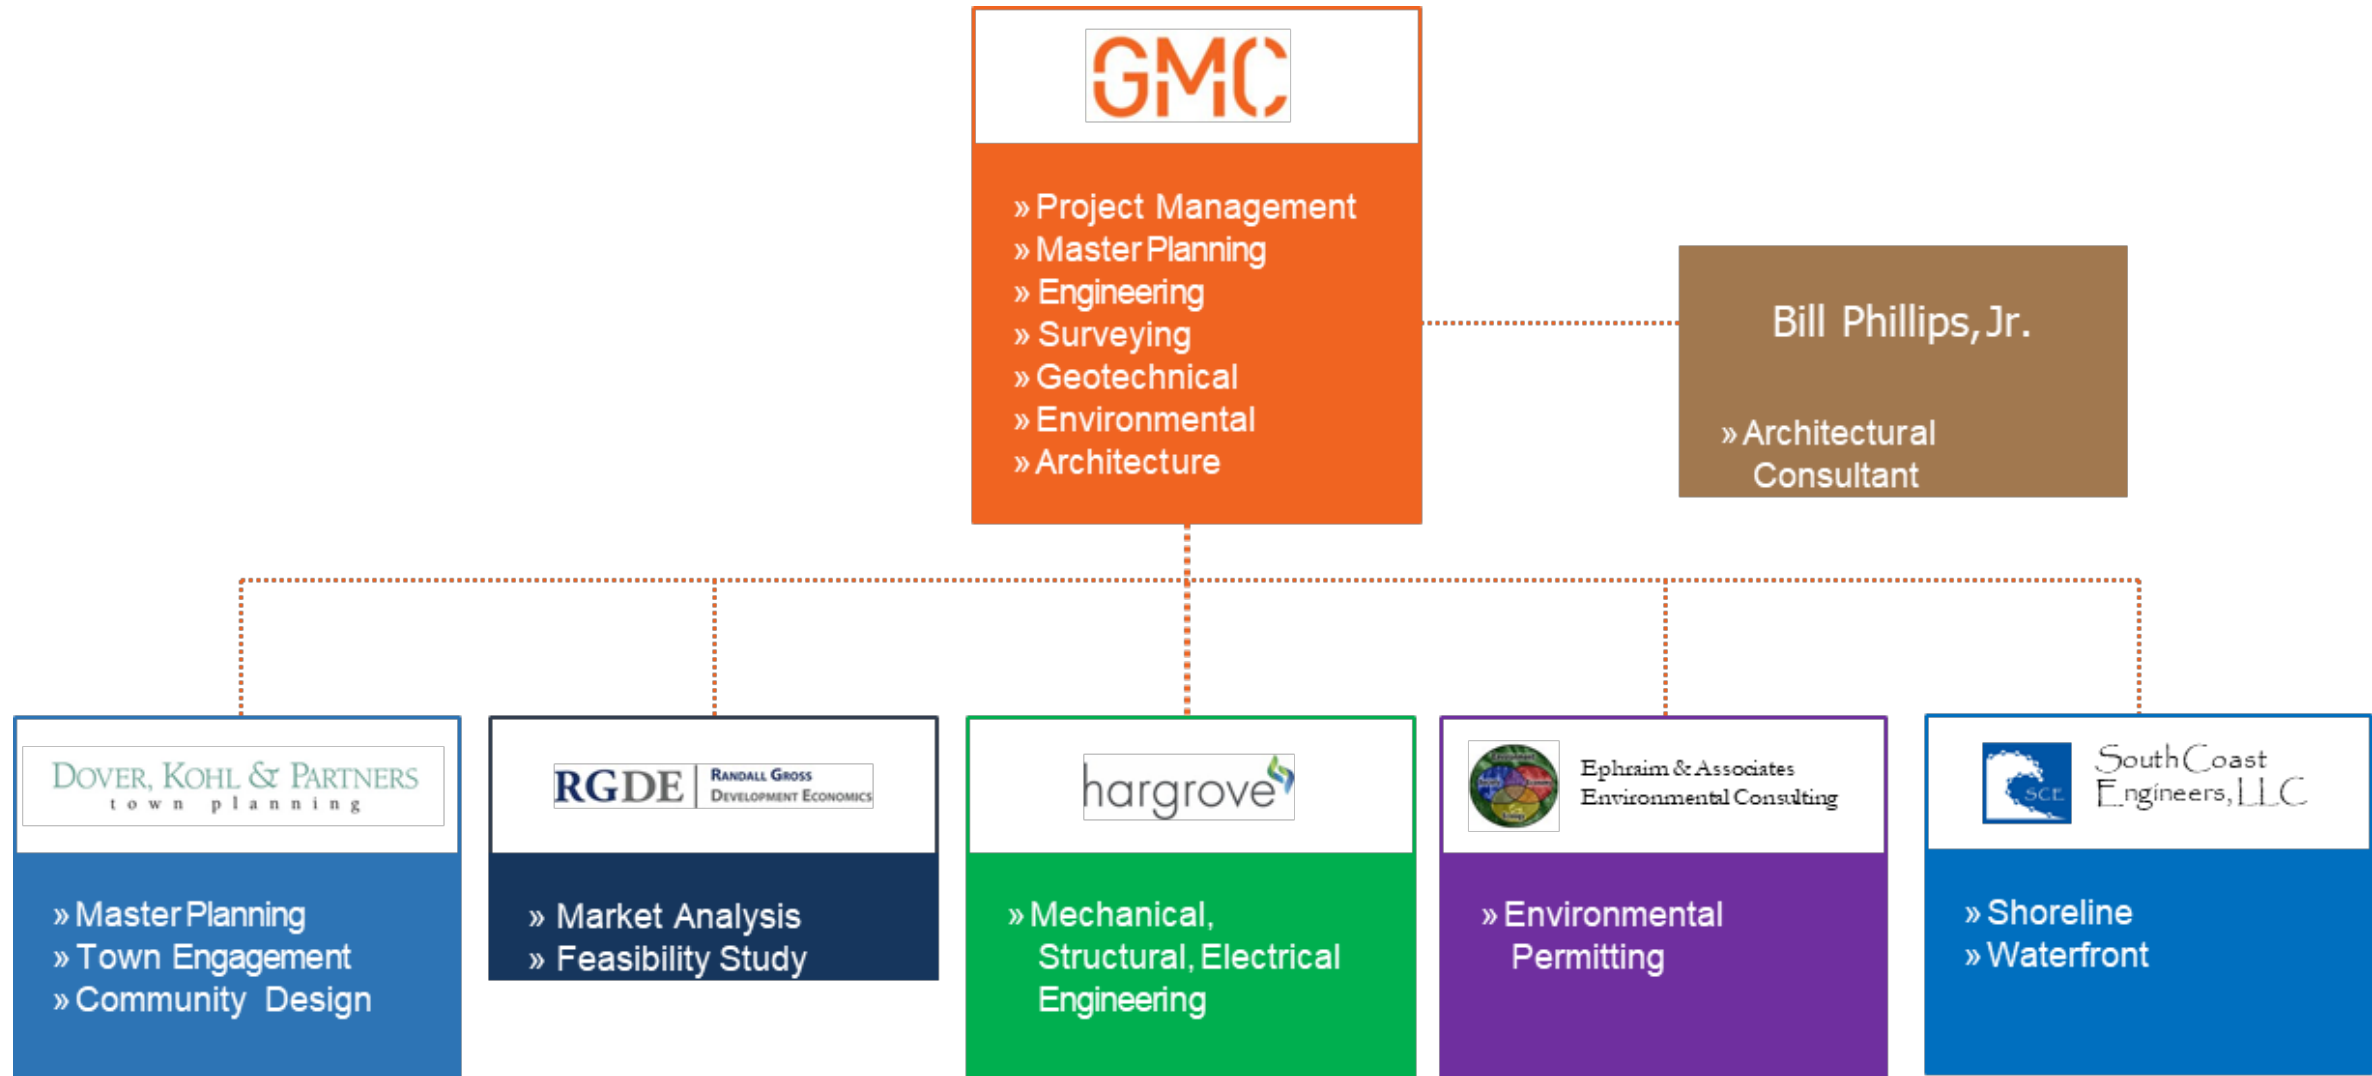 GMC
» Project Management
» Master Planning
» Engineering
» Surveying
» Geotechnical
» Environmental
» Architecture
Bill Phillips, Jr.
» Architectural
Consultant
DOVER, KOHL & PARTNERS
town planning
» Master Planning
» Town Engagement
» Community Design
RGDE
RANDALL GROSS
DEVELOPMENT ECONOMICS
» Market Analysis
» Feasibility Study
hargrove
» Mechanical,
Structural, Electrical
Engineering
Ephraim & Associates
Environmental Consulting
» Environmental
Permitting
SCE
South Coast
Engineers, LLC
» Shoreline
» Waterfront